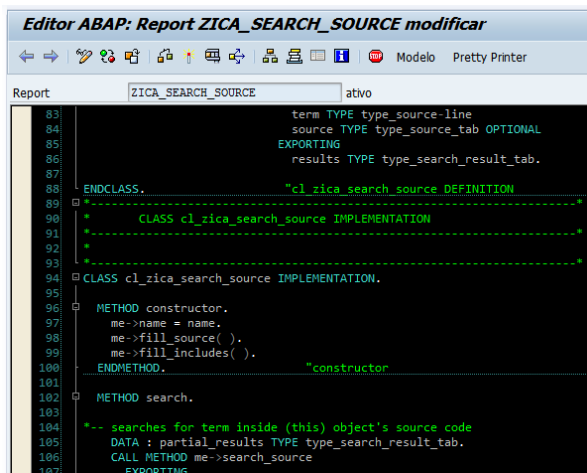 Editor ABAP: Report ZICA_SEARCH_SOURCE modificar
Modelo Pretty Printer
Report ZICA_SEARCH_SOURCE ativo
83 term TYPE type_source-line
84 source TYPE type_source_tab OPTIONAL
85 EXPORTING
86 results TYPE type_search_result_tab.
87
88 ENDCLASS. "cl_zica_search_source DEFINITION
89 *----------------------------------------------------------------------*
90 * CLASS cl_zica_search_source IMPLEMENTATION
91 *----------------------------------------------------------------------*
92 *
93 *----------------------------------------------------------------------*
94 CLASS cl_zica_search_source IMPLEMENTATION.
95
96 METHOD constructor.
97 me->name = name.
98 me->fill_source( ).
99 me->fill_includes( ).
100 ENDMETHOD. "constructor
101
102 METHOD search.
103
104 *-- searches for term inside (this) object's source code
105 DATA : partial_results TYPE type_search_result_tab.
106 CALL METHOD me->search_source
107 EXPORTING